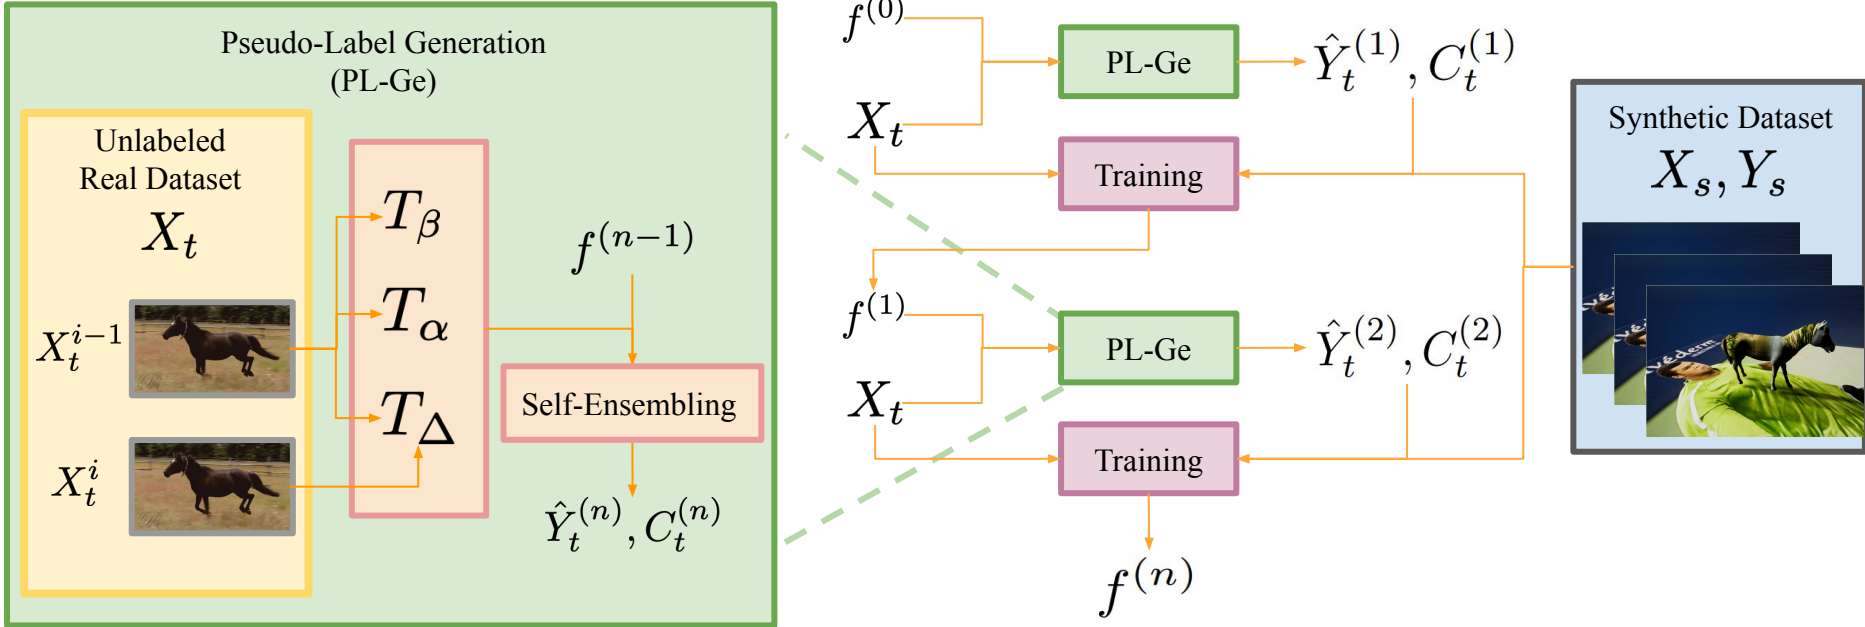 Pseudo-Label Generation
(PL-Ge)
Unlabeled
Real Dataset
X_t
X_t^{i-1}
X_t^i
T_β
T_α
T_Δ
f^{(n-1)}
Self-Ensembling
Ŷ_t^{(n)}, C_t^{(n)}
f^{(0)}
X_t
PL-Ge
Ŷ_t^{(1)}, C_t^{(1)}
Training
f^{(1)}
X_t
PL-Ge
Ŷ_t^{(2)}, C_t^{(2)}
Training
f^{(n)}
Synthetic Dataset
X_s, Y_s